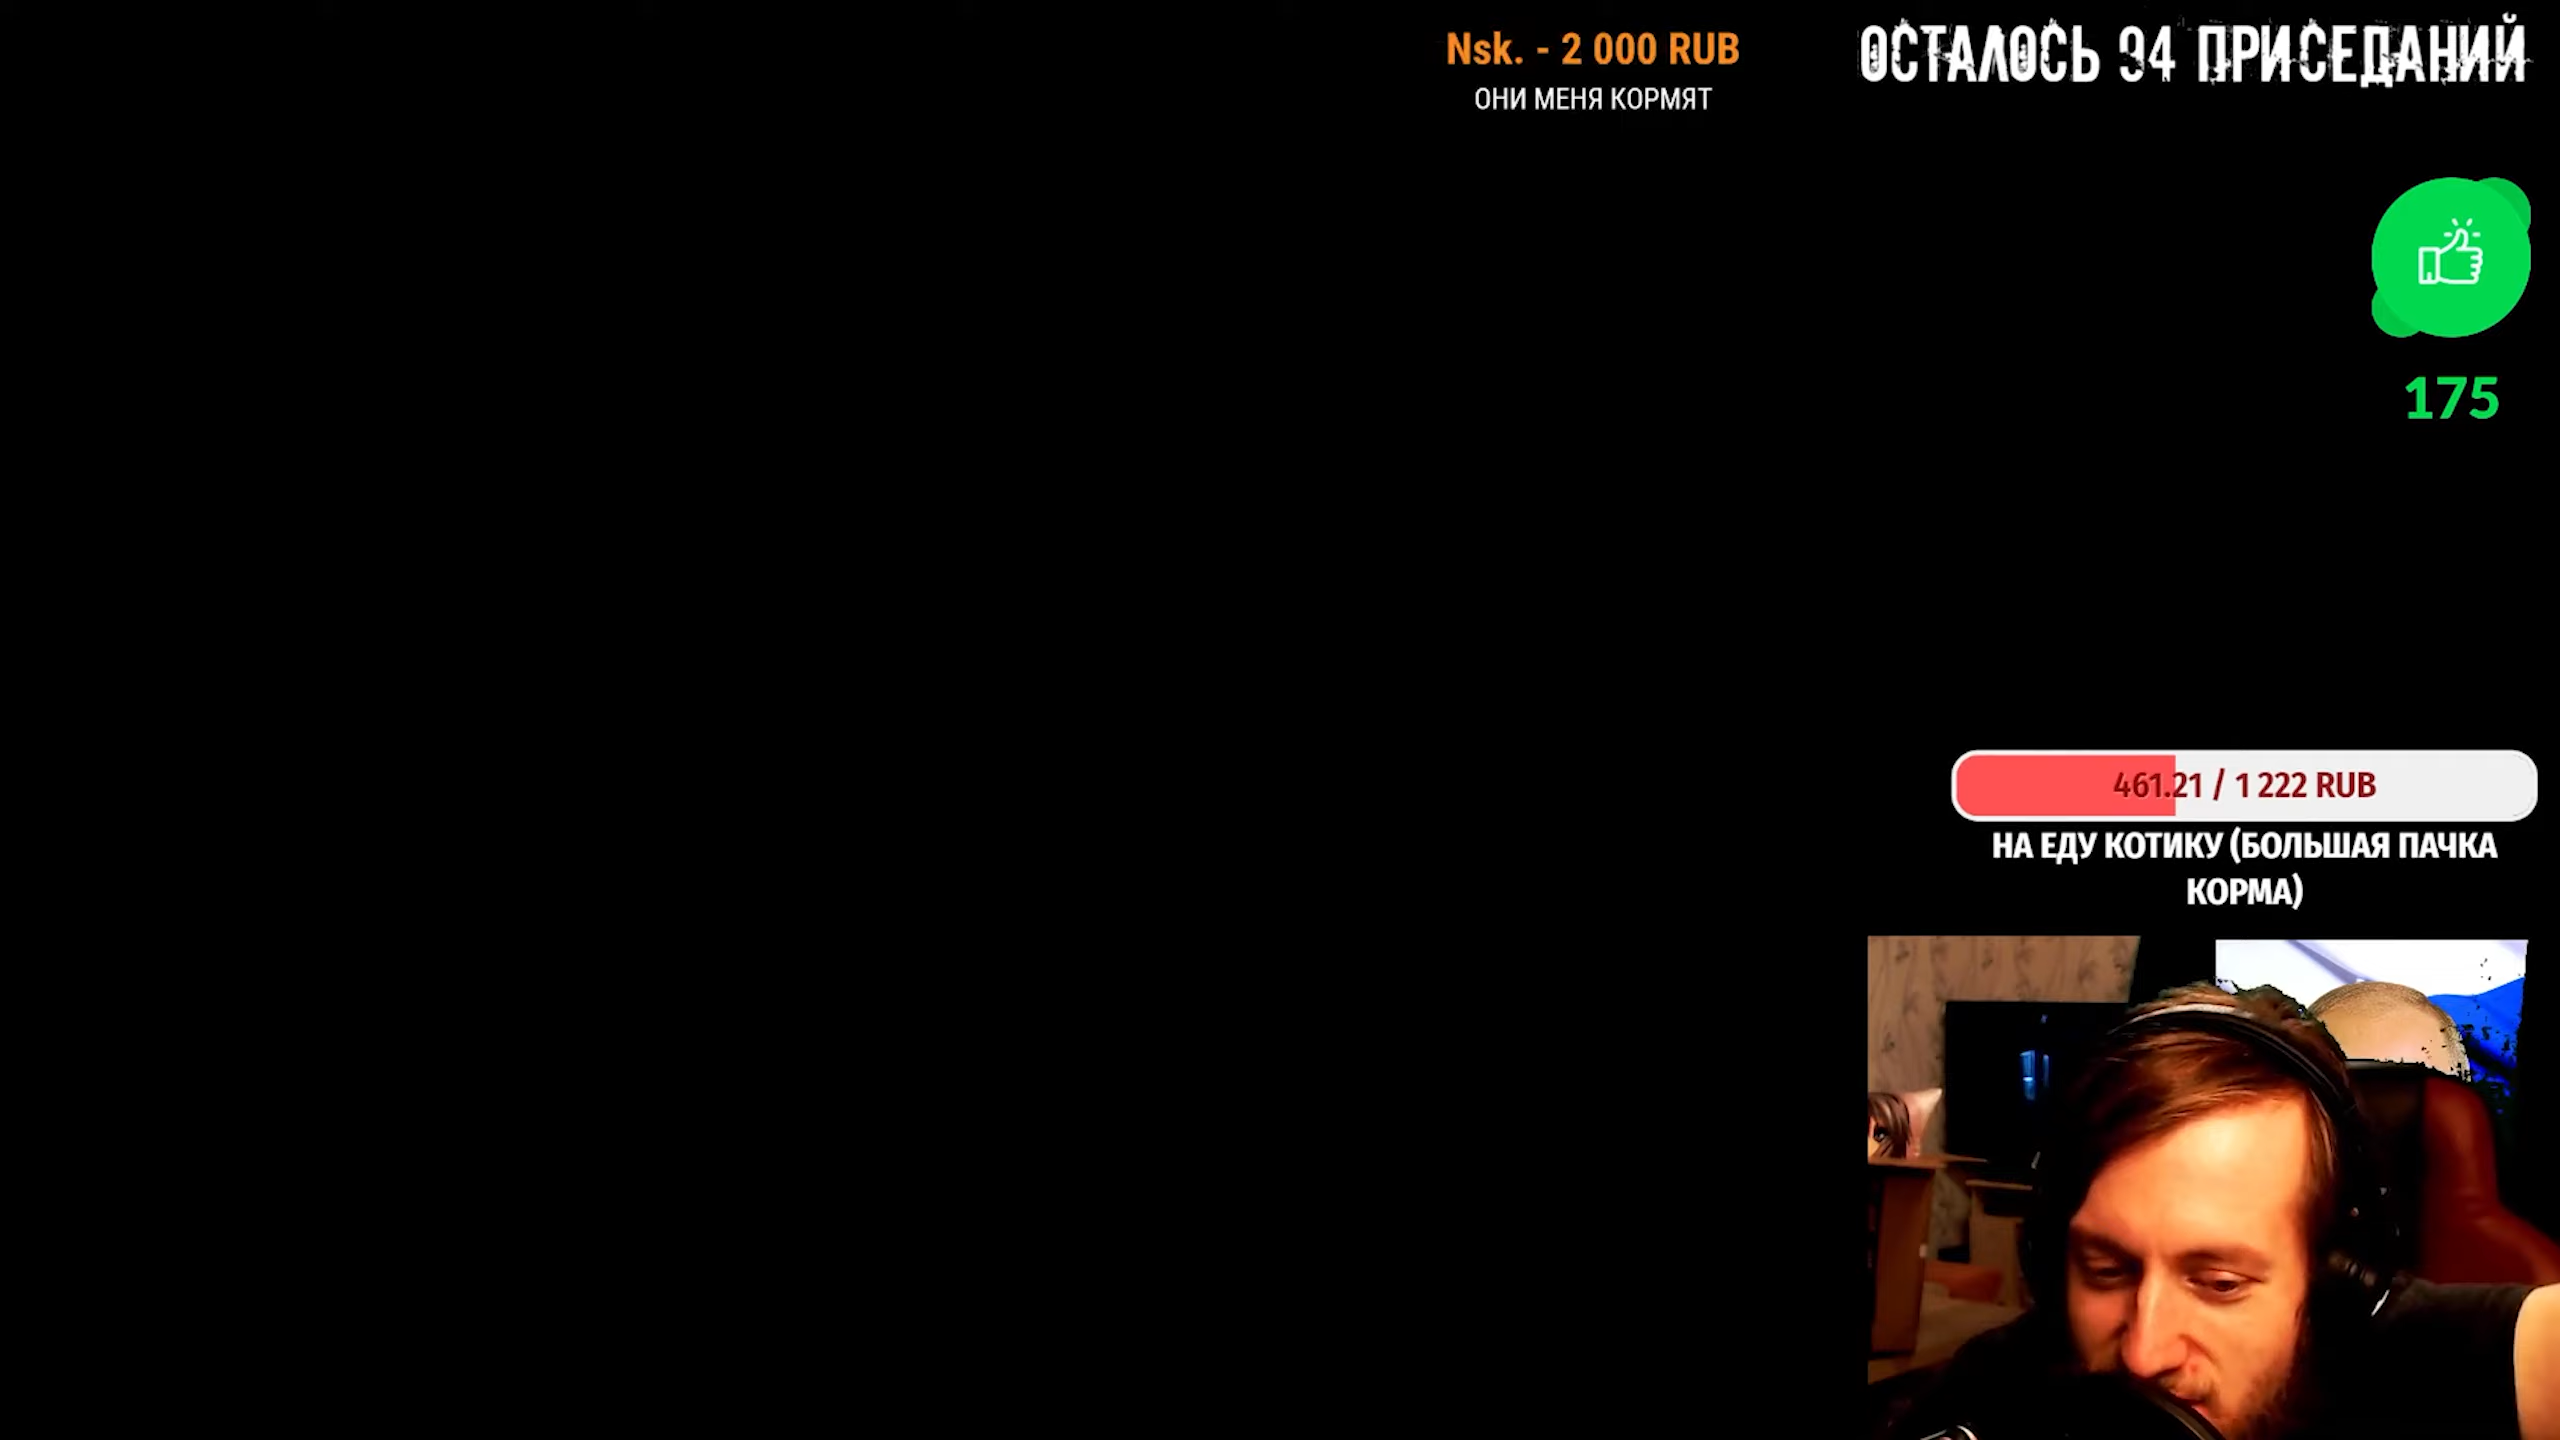 Nsk. - 2 000 RUB
ОНИ МЕНЯ КОРМЯТ
ОСТАЛОСЬ 94 ПРИСЕДАНИЙ
175
461.21 / 1 222 RUB
НА ЕДУ КОТИКУ (БОЛЬШАЯ ПАЧКА
КОРМА)